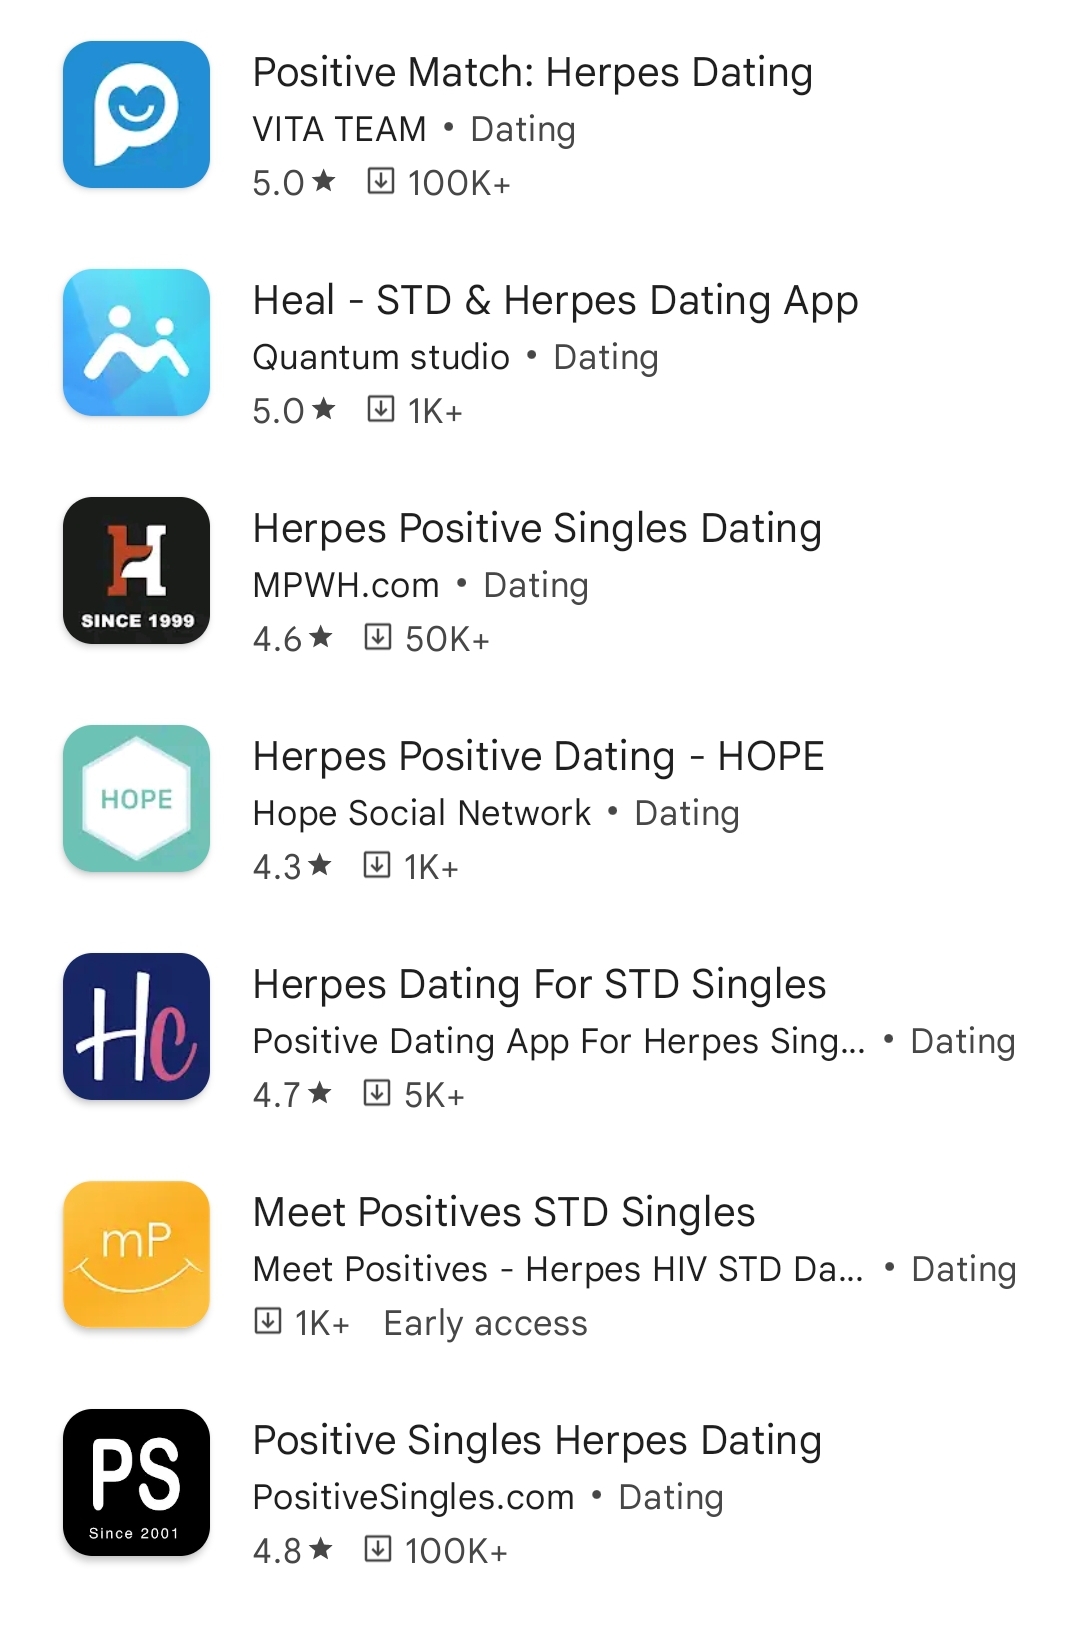 Positive Match: Herpes Dating
VITA TEAM • Dating
5.0★ 100K+
Heal - STD & Herpes Dating App
Quantum studio • Dating
5.0★ 1K+
H
SINCE 1999
Herpes Positive Singles Dating
MPWH.com • Dating
4.6★ 50K+
HOPE
Herpes Positive Dating - HOPE
Hope Social Network • Dating
4.3★ 1K+
Hc
Herpes Dating For STD Singles
Positive Dating App For Herpes Sing... • Dating
4.7★ 5K+
mP
Meet Positives STD Singles
Meet Positives - Herpes HIV STD Da... • Dating
1K+ Early access
PS
Since 2001
Positive Singles Herpes Dating
PositiveSingles.com • Dating
4.8★ 100K+